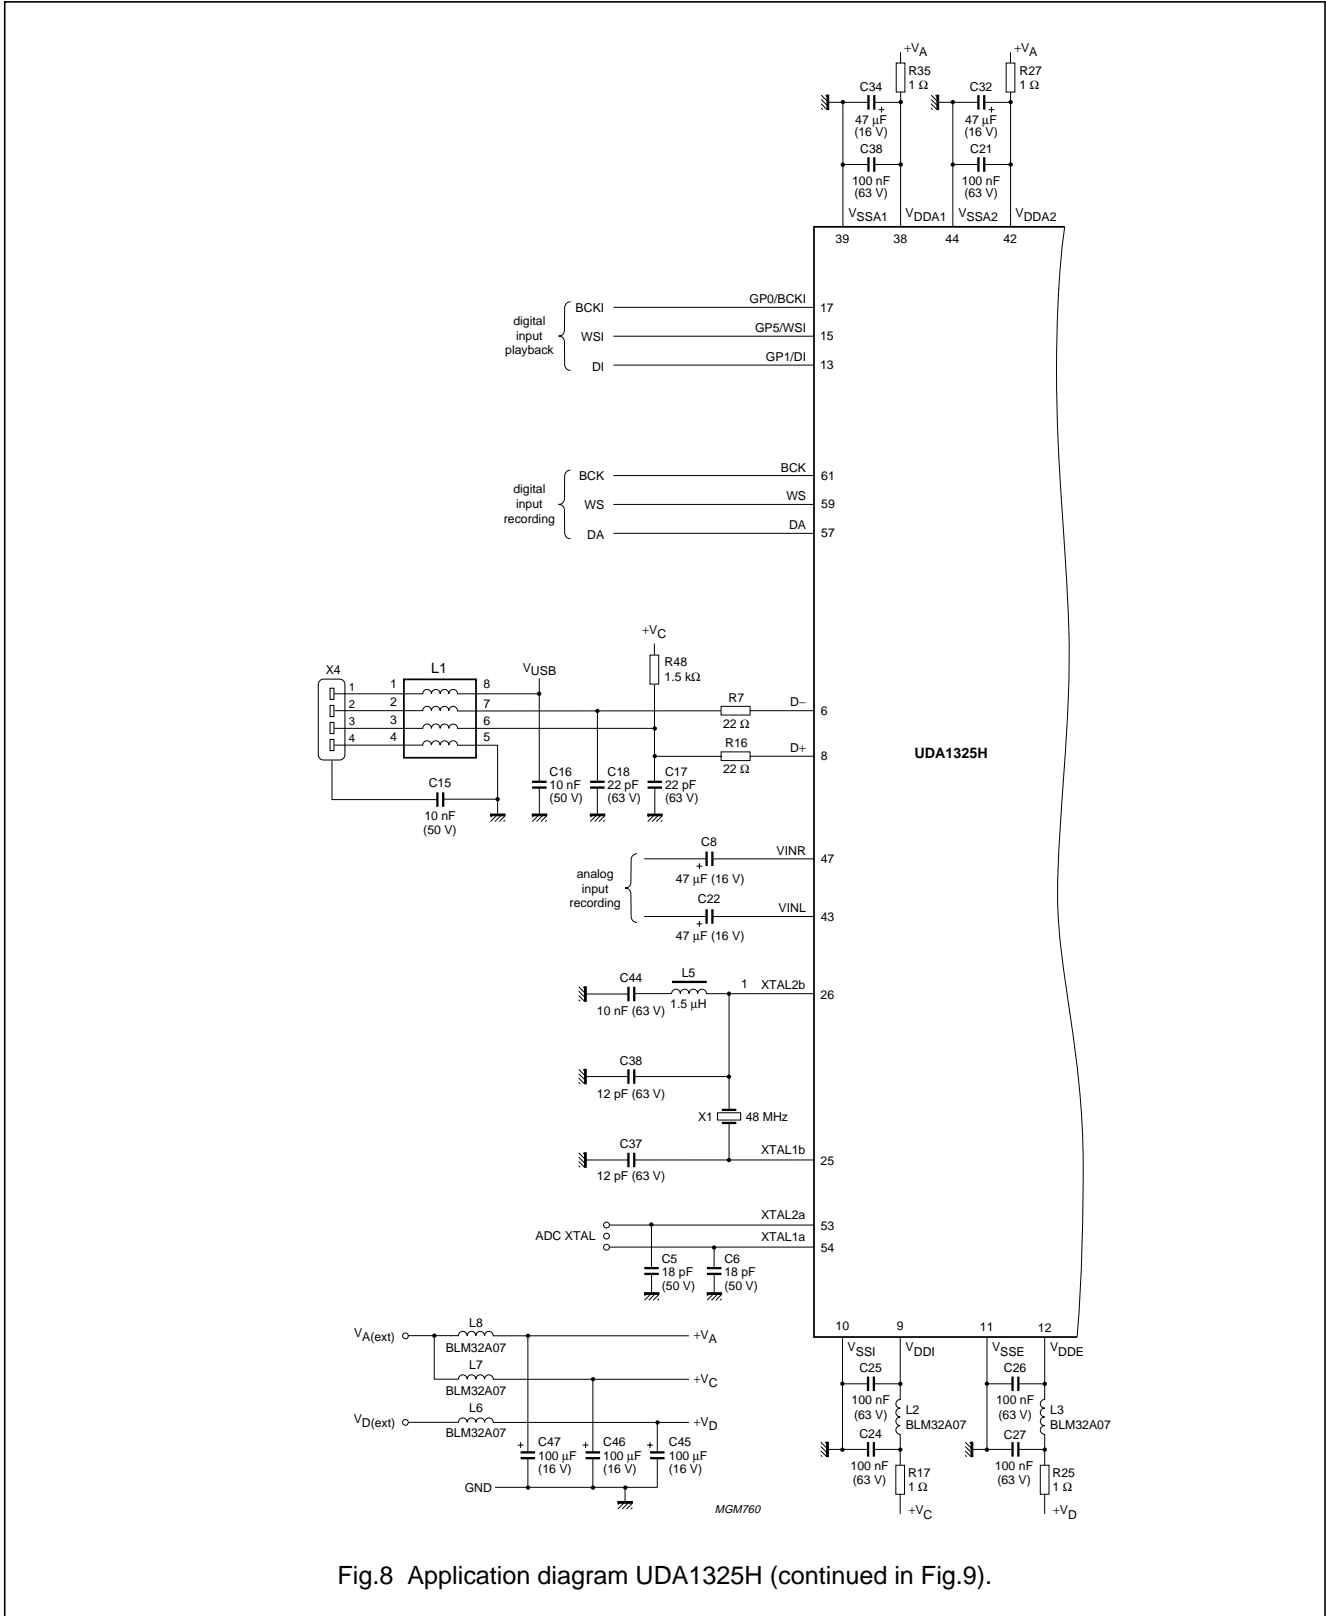 +VA
+VA
R35
1 Ω
R27
1 Ω
C34
47 μF
(16 V)
+
C32
47 μF
(16 V)
+
C38
100 nF
(63 V)
C21
100 nF
(63 V)
VSSA1
VDDA1
VSSA2
VDDA2
39
38
44
42
digital
input
playback
BCKI
GP0/BCKI
17
WSI
GP5/WSI
15
DI
GP1/DI
13
digital
input
recording
BCK
BCK
61
WS
WS
59
DA
DA
57
+VC
R48
1.5 kΩ
X4
L1
VUSB
1
1
8
2
2
7
3
3
6
4
4
5
R7
22 Ω
D−
6
R16
22 Ω
D+
8
UDA1325H
C15
10 nF
(50 V)
C16
10 nF
(50 V)
C18
22 pF
(63 V)
C17
22 pF
(63 V)
analog
input
recording
C8
+
47 μF (16 V)
VINR
47
C22
+
47 μF (16 V)
VINL
43
C44
10 nF (63 V)
L5
1.5 μH
1
XTAL2b
26
C38
12 pF (63 V)
X1
48 MHz
C37
12 pF (63 V)
XTAL1b
25
ADC XTAL
XTAL2a
53
XTAL1a
54
C5
18 pF
(50 V)
C6
18 pF
(50 V)
VA(ext)
L8
BLM32A07
+VA
L7
BLM32A07
+VC
VD(ext)
L6
BLM32A07
+VD
+
C47
100 μF
(16 V)
+
C46
100 μF
(16 V)
+
C45
100 μF
(16 V)
GND
10
9
11
12
VSSI
VDDI
VSSE
VDDE
C25
100 nF
(63 V)
L2
BLM32A07
C24
100 nF
(63 V)
R17
1 Ω
+VC
C26
100 nF
(63 V)
L3
BLM32A07
C27
100 nF
(63 V)
R25
1 Ω
+VD
MGM760
Fig.8 Application diagram UDA1325H (continued in Fig.9).